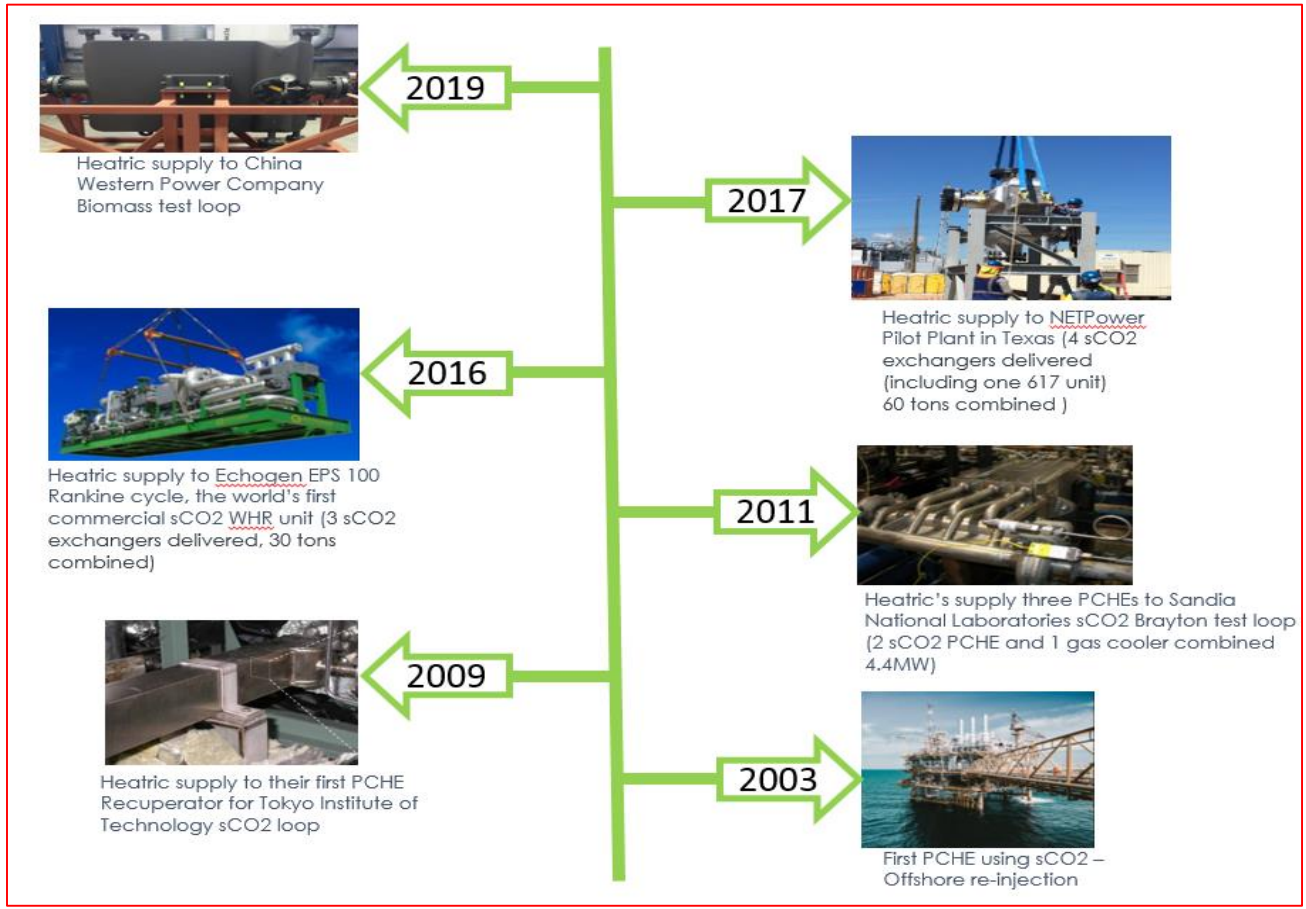 2019
Heatric supply to China
Western Power Company
Biomass test loop
2017
Heatric supply to NETPower
Pilot Plant in Texas (4 sCO2
exchangers delivered
(including one 617 unit)
60 tons combined )
2016
Heatric supply to Echogen EPS 100
Rankine cycle, the world's first
commercial sCO2 WHR unit (3 sCO2
exchangers delivered, 30 tons
combined)
2011
Heatric's supply three PCHEs to Sandia
National Laboratories sCO2 Brayton test loop
(2 sCO2 PCHE and 1 gas cooler combined
4.4MW)
2009
Heatric supply to their first PCHE
Recuperator for Tokyo Institute of
Technology sCO2 loop
2003
First PCHE using sCO2 –
Offshore re-injection